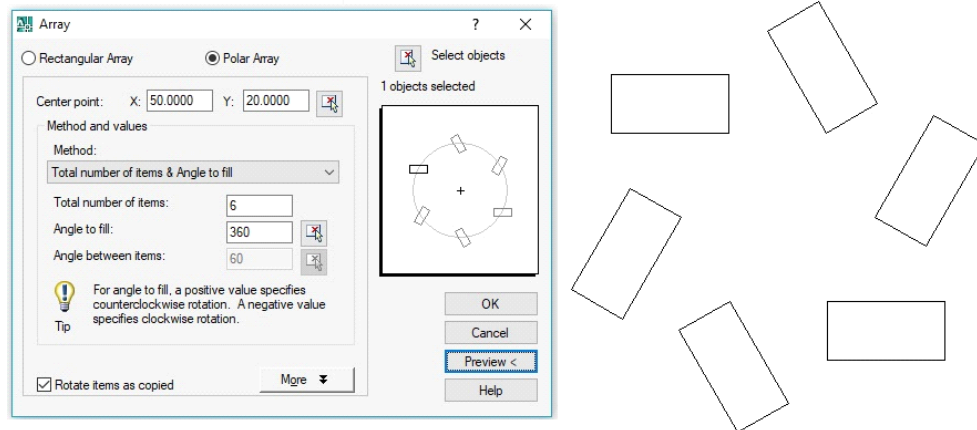 Array
Rectangular Array
Polar Array
Select objects
1 objects selected
Center point: X: 50.0000 Y: 20.0000
Method and values
Method:
Total number of items & Angle to fill
Total number of items: 6
Angle to fill: 360
Angle between items: 60
For angle to fill, a positive value specifies
counterclockwise rotation. A negative value
specifies clockwise rotation.
Tip
Rotate items as copied
More
OK
Cancel
Preview <
Help